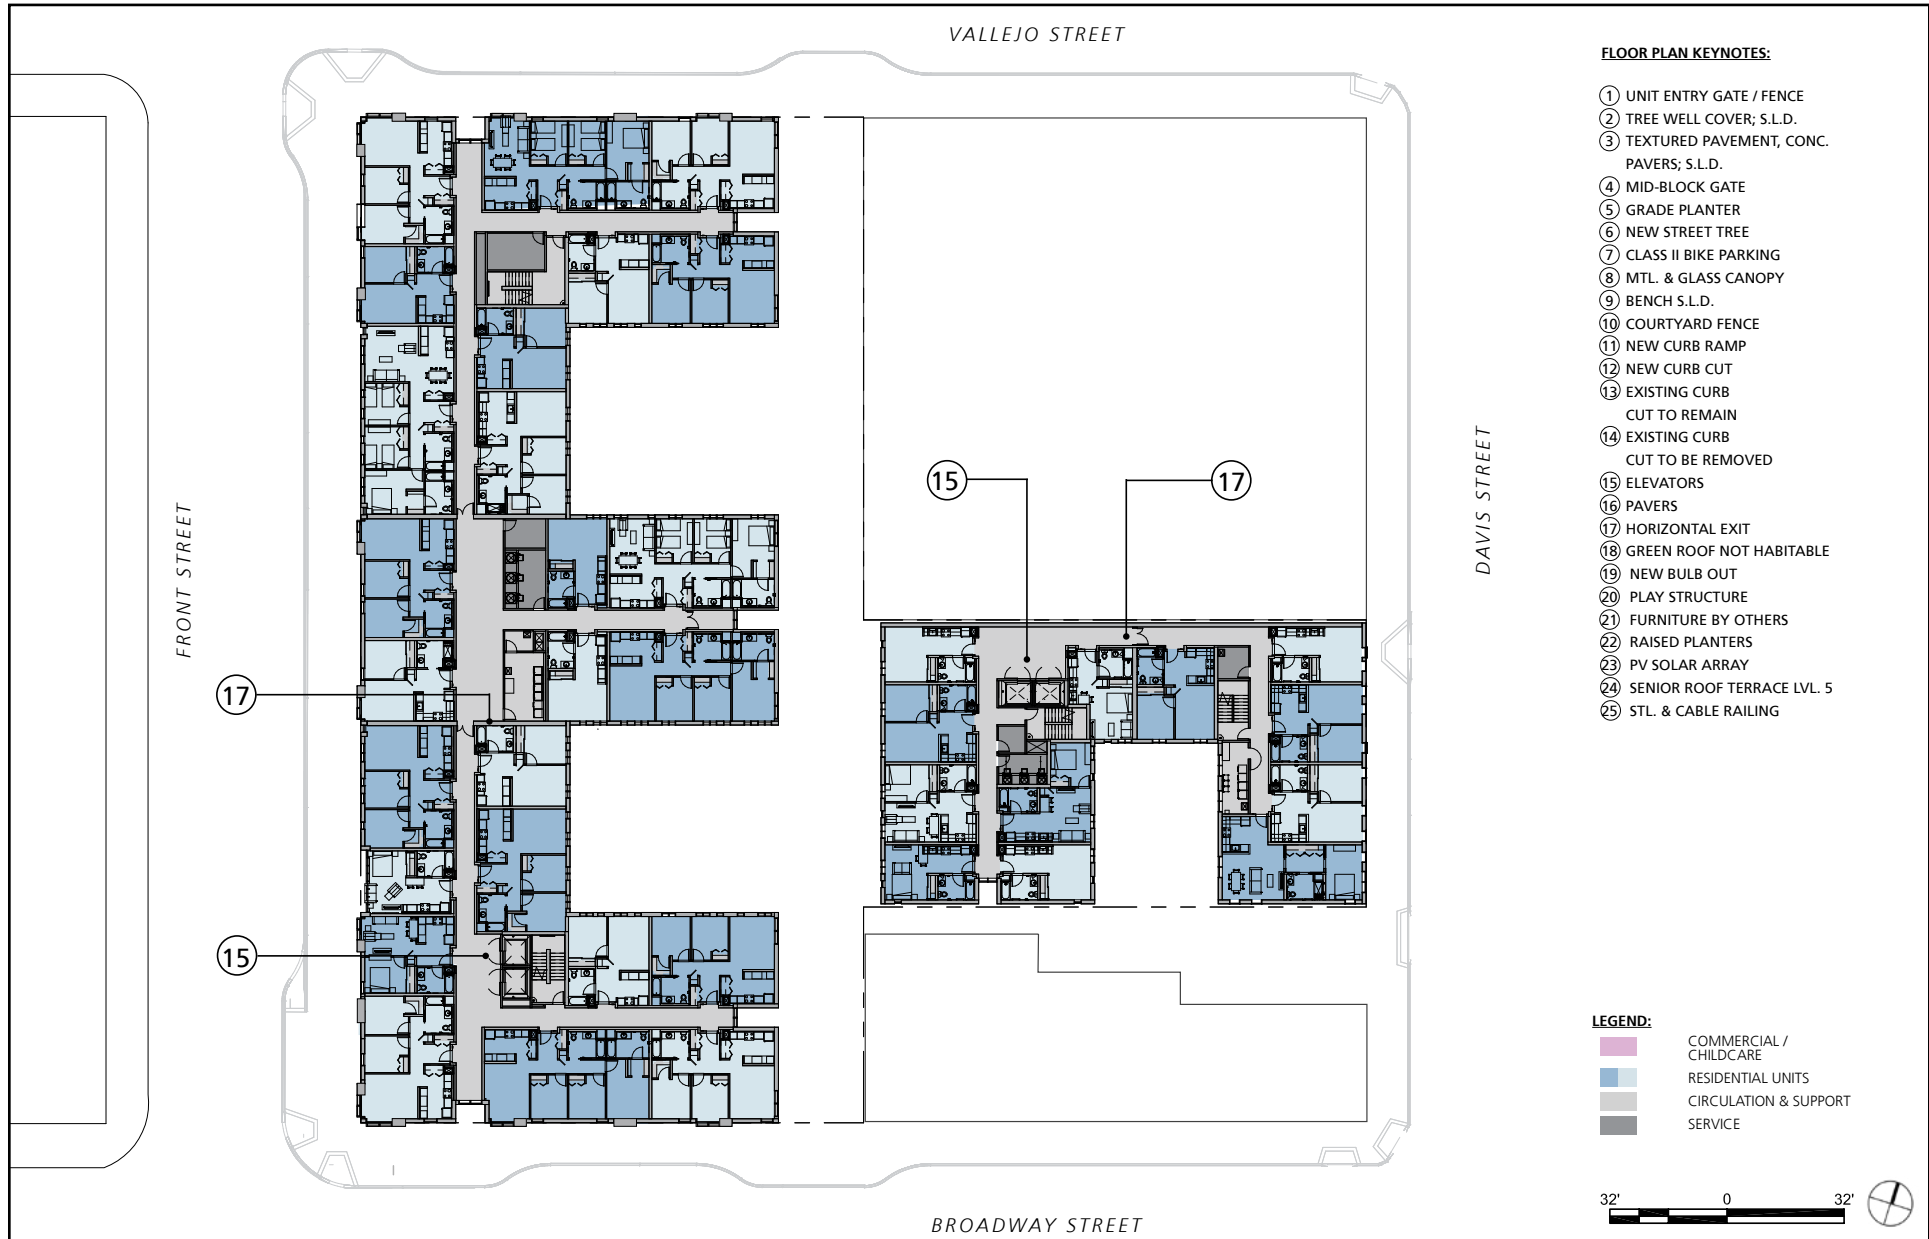 VALLEJO STREET
FLOOR PLAN KEYNOTES:
1 UNIT ENTRY GATE / FENCE
2 TREE WELL COVER; S.L.D.
3 TEXTURED PAVEMENT, CONC.
PAVERS; S.L.D.
4 MID-BLOCK GATE
5 GRADE PLANTER
6 NEW STREET TREE
7 CLASS II BIKE PARKING
8 MTL. & GLASS CANOPY
9 BENCH S.L.D.
10 COURTYARD FENCE
11 NEW CURB RAMP
12 NEW CURB CUT
13 EXISTING CURB
CUT TO REMAIN
14 EXISTING CURB
CUT TO BE REMOVED
15 ELEVATORS
16 PAVERS
17 HORIZONTAL EXIT
18 GREEN ROOF NOT HABITABLE
19 NEW BULB OUT
20 PLAY STRUCTURE
21 FURNITURE BY OTHERS
22 RAISED PLANTERS
23 PV SOLAR ARRAY
24 SENIOR ROOF TERRACE LVL. 5
25 STL. & CABLE RAILING
FRONT STREET
DAVIS STREET
15
17
17
15
LEGEND:
COMMERCIAL /
CHILDCARE
RESIDENTIAL UNITS
CIRCULATION & SUPPORT
SERVICE
32' 0 32'
BROADWAY STREET